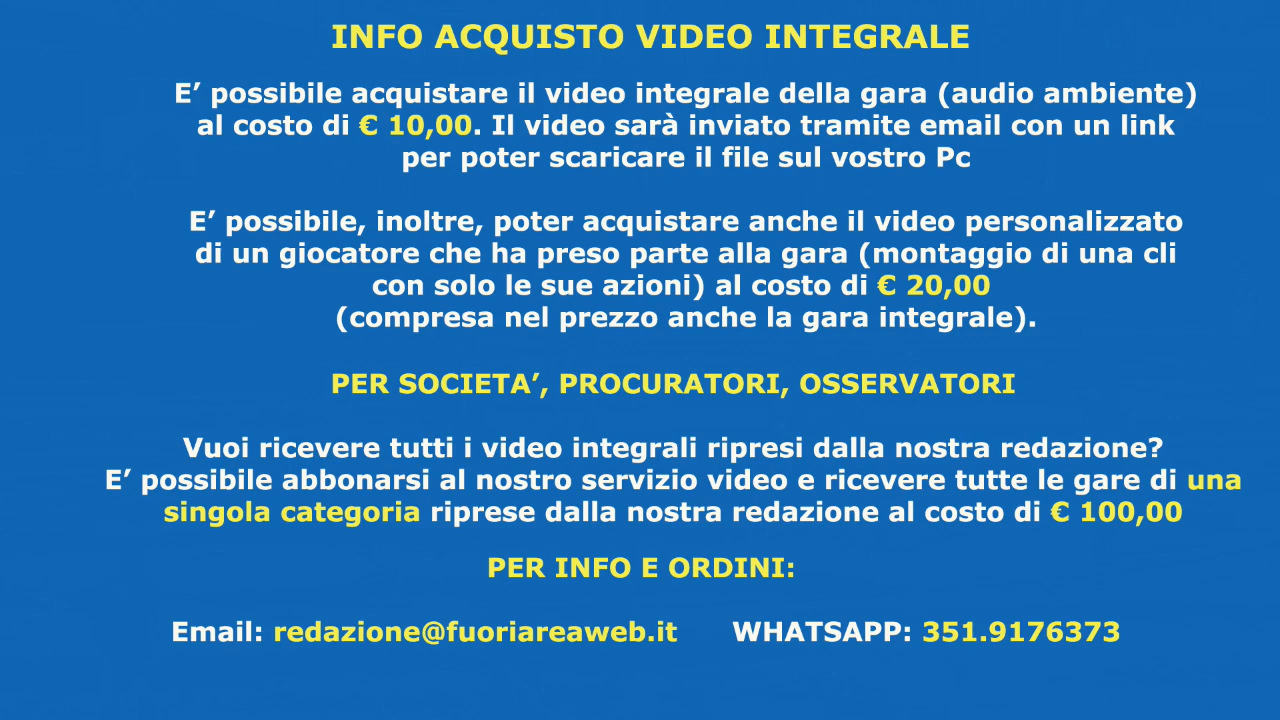 INFO ACQUISTO VIDEO INTEGRALE
E’ possibile acquistare il video integrale della gara (audio ambiente)
al costo di € 10,00. Il video sarà inviato tramite email con un link
per poter scaricare il file sul vostro Pc
E’ possibile, inoltre, poter acquistare anche il video personalizzato
di un giocatore che ha preso parte alla gara (montaggio di una cli
con solo le sue azioni) al costo di € 20,00
(compresa nel prezzo anche la gara integrale).
PER SOCIETA’, PROCURATORI, OSSERVATORI
Vuoi ricevere tutti i video integrali ripresi dalla nostra redazione?
E’ possibile abbonarsi al nostro servizio video e ricevere tutte le gare di una
singola categoria riprese dalla nostra redazione al costo di € 100,00
PER INFO E ORDINI:
Email: redazione@fuoriareaweb.it WHATSAPP: 351.9176373